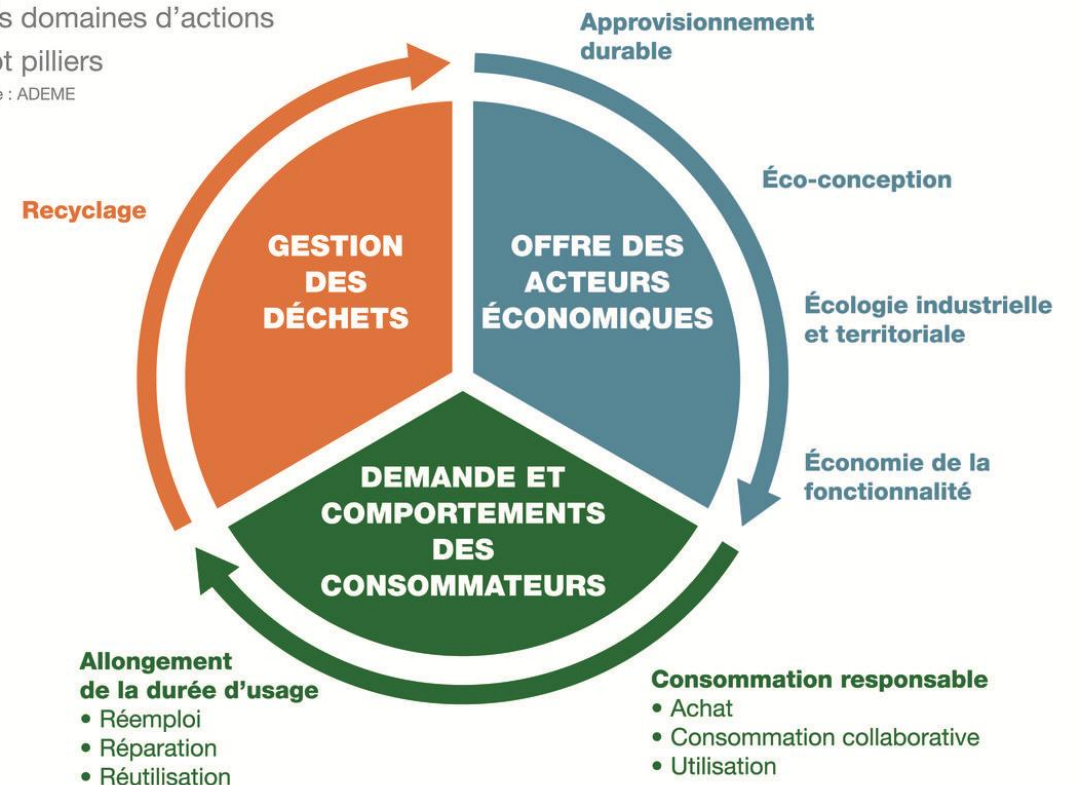 s domaines d'actions
t pilliers
: ADEME
Approvisionnement
durable
Éco-conception
Écologie industrielle
et territoriale
Économie de la
fonctionnalité
Recyclage
GESTION
DES
DÉCHETS
OFFRE DES
ACTEURS
ÉCONOMIQUES
DEMANDE ET
COMPORTEMENTS
DES
CONSOMMATEURS
Allongement
de la durée d'usage
• Réemploi
• Réparation
• Réutilisation
Consommation responsable
• Achat
• Consommation collaborative
• Utilisation